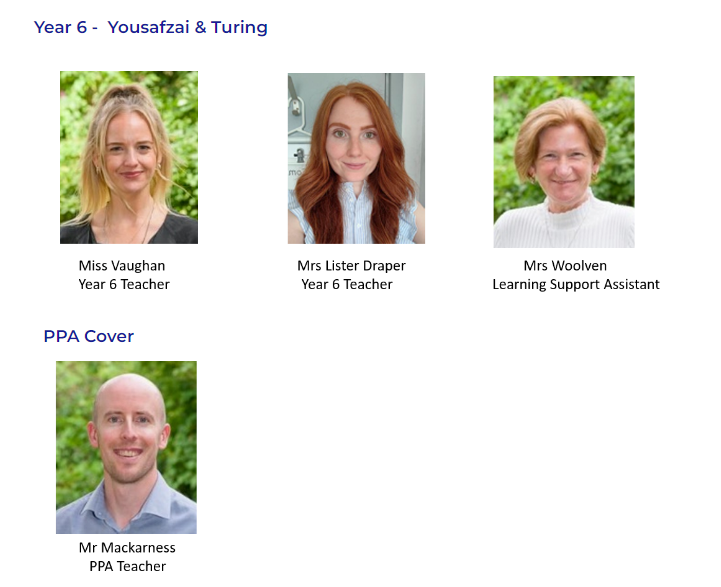 Year 6 -  Yousafzai & Turing
Miss Vaughan
Year 6 Teacher
Mrs Lister Draper
Year 6 Teacher
Mrs Woolven
Learning Support Assistant
PPA Cover
Mr Mackarness
PPA Teacher